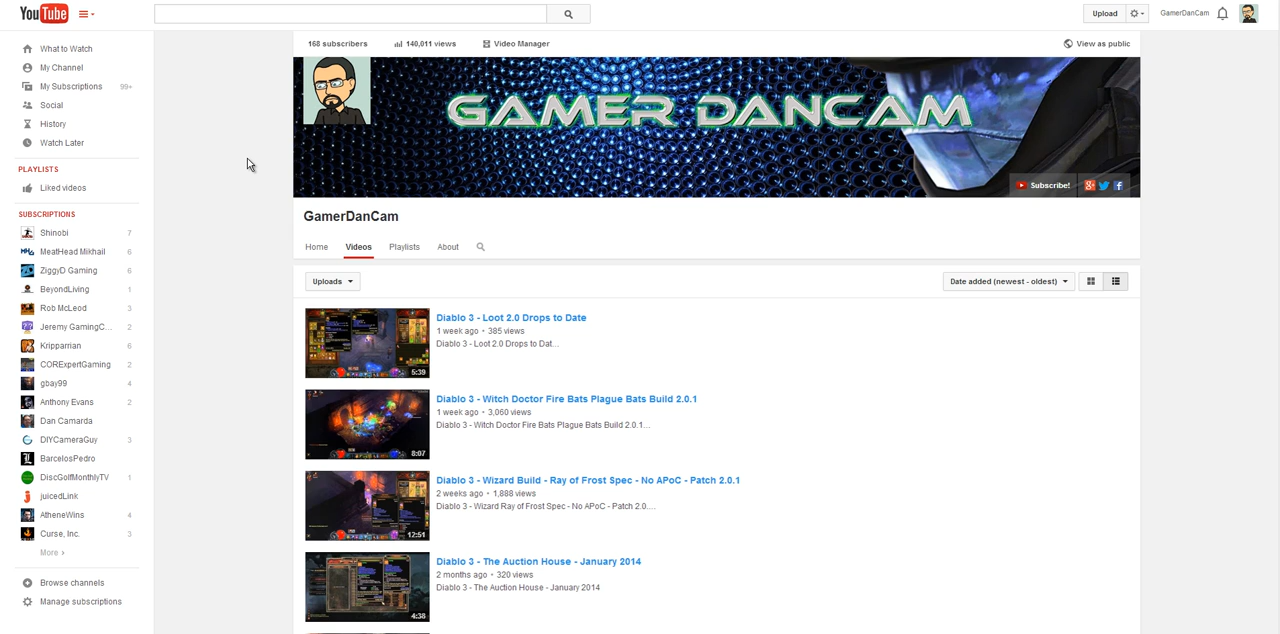 YouTube
Upload
GamerDanCam
What to Watch
My Channel
My Subscriptions 99+
Social
History
Watch Later
PLAYLISTS
Liked videos
SUBSCRIPTIONS
Shinobi 7
MeatHead Mikhail 6
ZiggyD Gaming 6
BeyondLiving 1
Rob McLeod 3
Jeremy GamingC... 2
Kripparrian 6
CORExpertGaming 2
gbay99 4
Anthony Evans 2
Dan Camarda
DIYCameraGuy 3
BarcelosPedro
DiscGolfMonthlyTV 1
juicedLink
AtheneWins 4
Curse, Inc. 3
More ›
Browse channels
Manage subscriptions
168 subscribers 140,011 views Video Manager View as public
GAMER DANCAM
Subscribe!
GamerDanCam
Home Videos Playlists About
Uploads Date added (newest - oldest)
Diablo 3 - Loot 2.0 Drops to Date
1 week ago • 385 views
Diablo 3 - Loot 2.0 Drops to Dat...
5:39
Diablo 3 - Witch Doctor Fire Bats Plague Bats Build 2.0.1
1 week ago • 3,060 views
Diablo 3 - Witch Doctor Fire Bats Plague Bats Build 2.0.1...
8:07
Diablo 3 - Wizard Build - Ray of Frost Spec - No APoC - Patch 2.0.1
2 weeks ago • 1,888 views
Diablo 3 - Wizard Ray of Frost Spec - No APoC - Patch 2.0....
12:51
Diablo 3 - The Auction House - January 2014
2 months ago • 320 views
Diablo 3 - The Auction House - January 2014
4:38